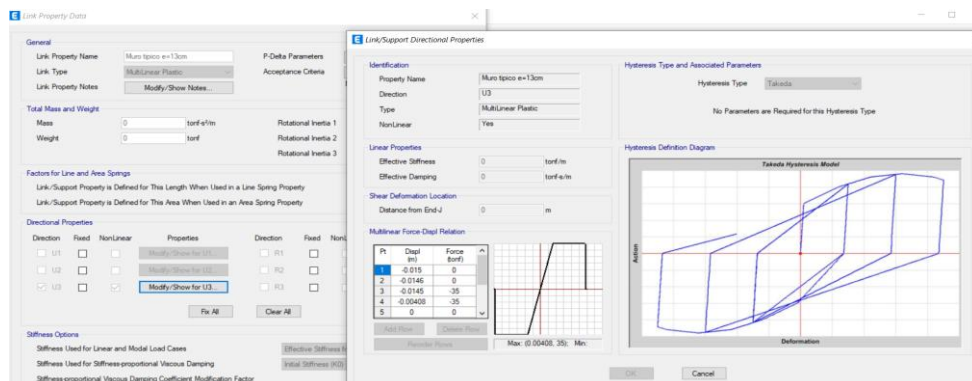 Link Property Data
General
Link Property Name Muro tipico e=13cm P-Delta Parameters
Link Type MultiLinear Plastic Acceptance Criteria
Link Property Notes Modify/Show Notes...
Total Mass and Weight
Mass 0 tonf-s²/m Rotational Inertia 1
Weight 0 tonf Rotational Inertia 2
Rotational Inertia 3
Factors for Line and Area Springs
Link/Support Property is Defined for This Length When Used in a Line Spring Property
Link/Support Property is Defined for This Area When Used in an Area Spring Property
Directional Properties
Direction Fixed NonLinear Properties Direction Fixed
U1 Modify/Show for U1... R1
U2 Modify/Show for U2... R2
U3 Modify/Show for U3... R3
Fix All Clear All
Stiffness Options
Stiffness Used for Linear and Modal Load Cases Effective Stiffness
Stiffness Used for Stiffness-proportional Viscous Damping Initial Stiffness (K0)
Stiffness-proportional Viscous Damping Coefficient Modification Factor
Link/Support Directional Properties
Identification
Property Name Muro tipico e=13cm
Direction U3
Type MultiLinear Plastic
NonLinear Yes
Linear Properties
Effective Stiffness 0 tonf/m
Effective Damping 0 tonf-s/m
Shear Deformation Location
Distance from End-J 0 m
Multilinear Force-Displ Relation
Pt Displ Force
(m) (tonf)
1 -0.015 0
2 -0.0146 0
3 -0.0145 -35
4 -0.00408 -35
5 0 0
Add Row Delete Row
Reorder Rows Max: (0.00408, 35); Min:
Hysteresis Type and Associated Parameters
Hysteresis Type Takeda
No Parameters are Required for this Hysteresis Type
Hysteresis Definition Diagram
Takeda Hysteresis Model
Action
Deformation
OK Cancel